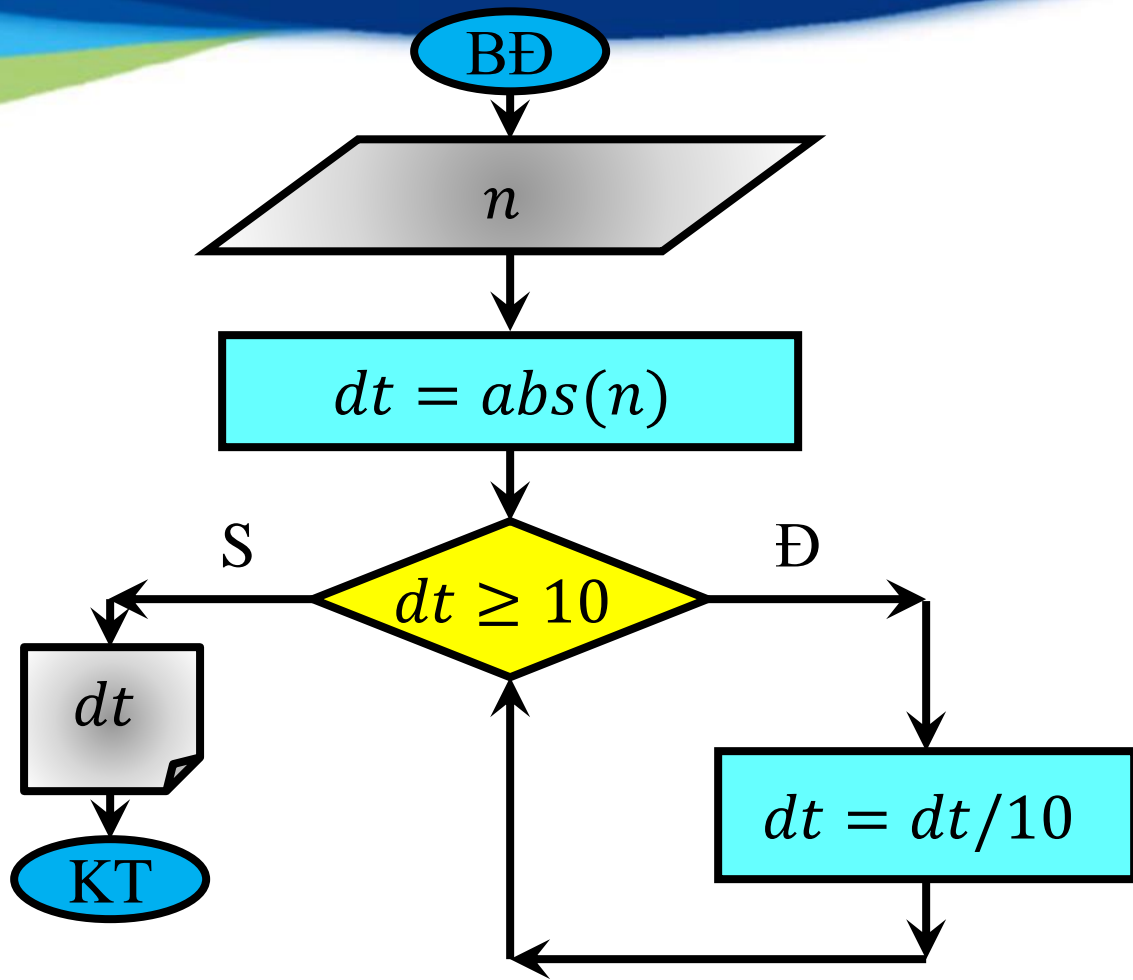 BĐ
n
dt = abs(n)
S
Đ
dt ≥ 10
dt
dt = dt/10
KT